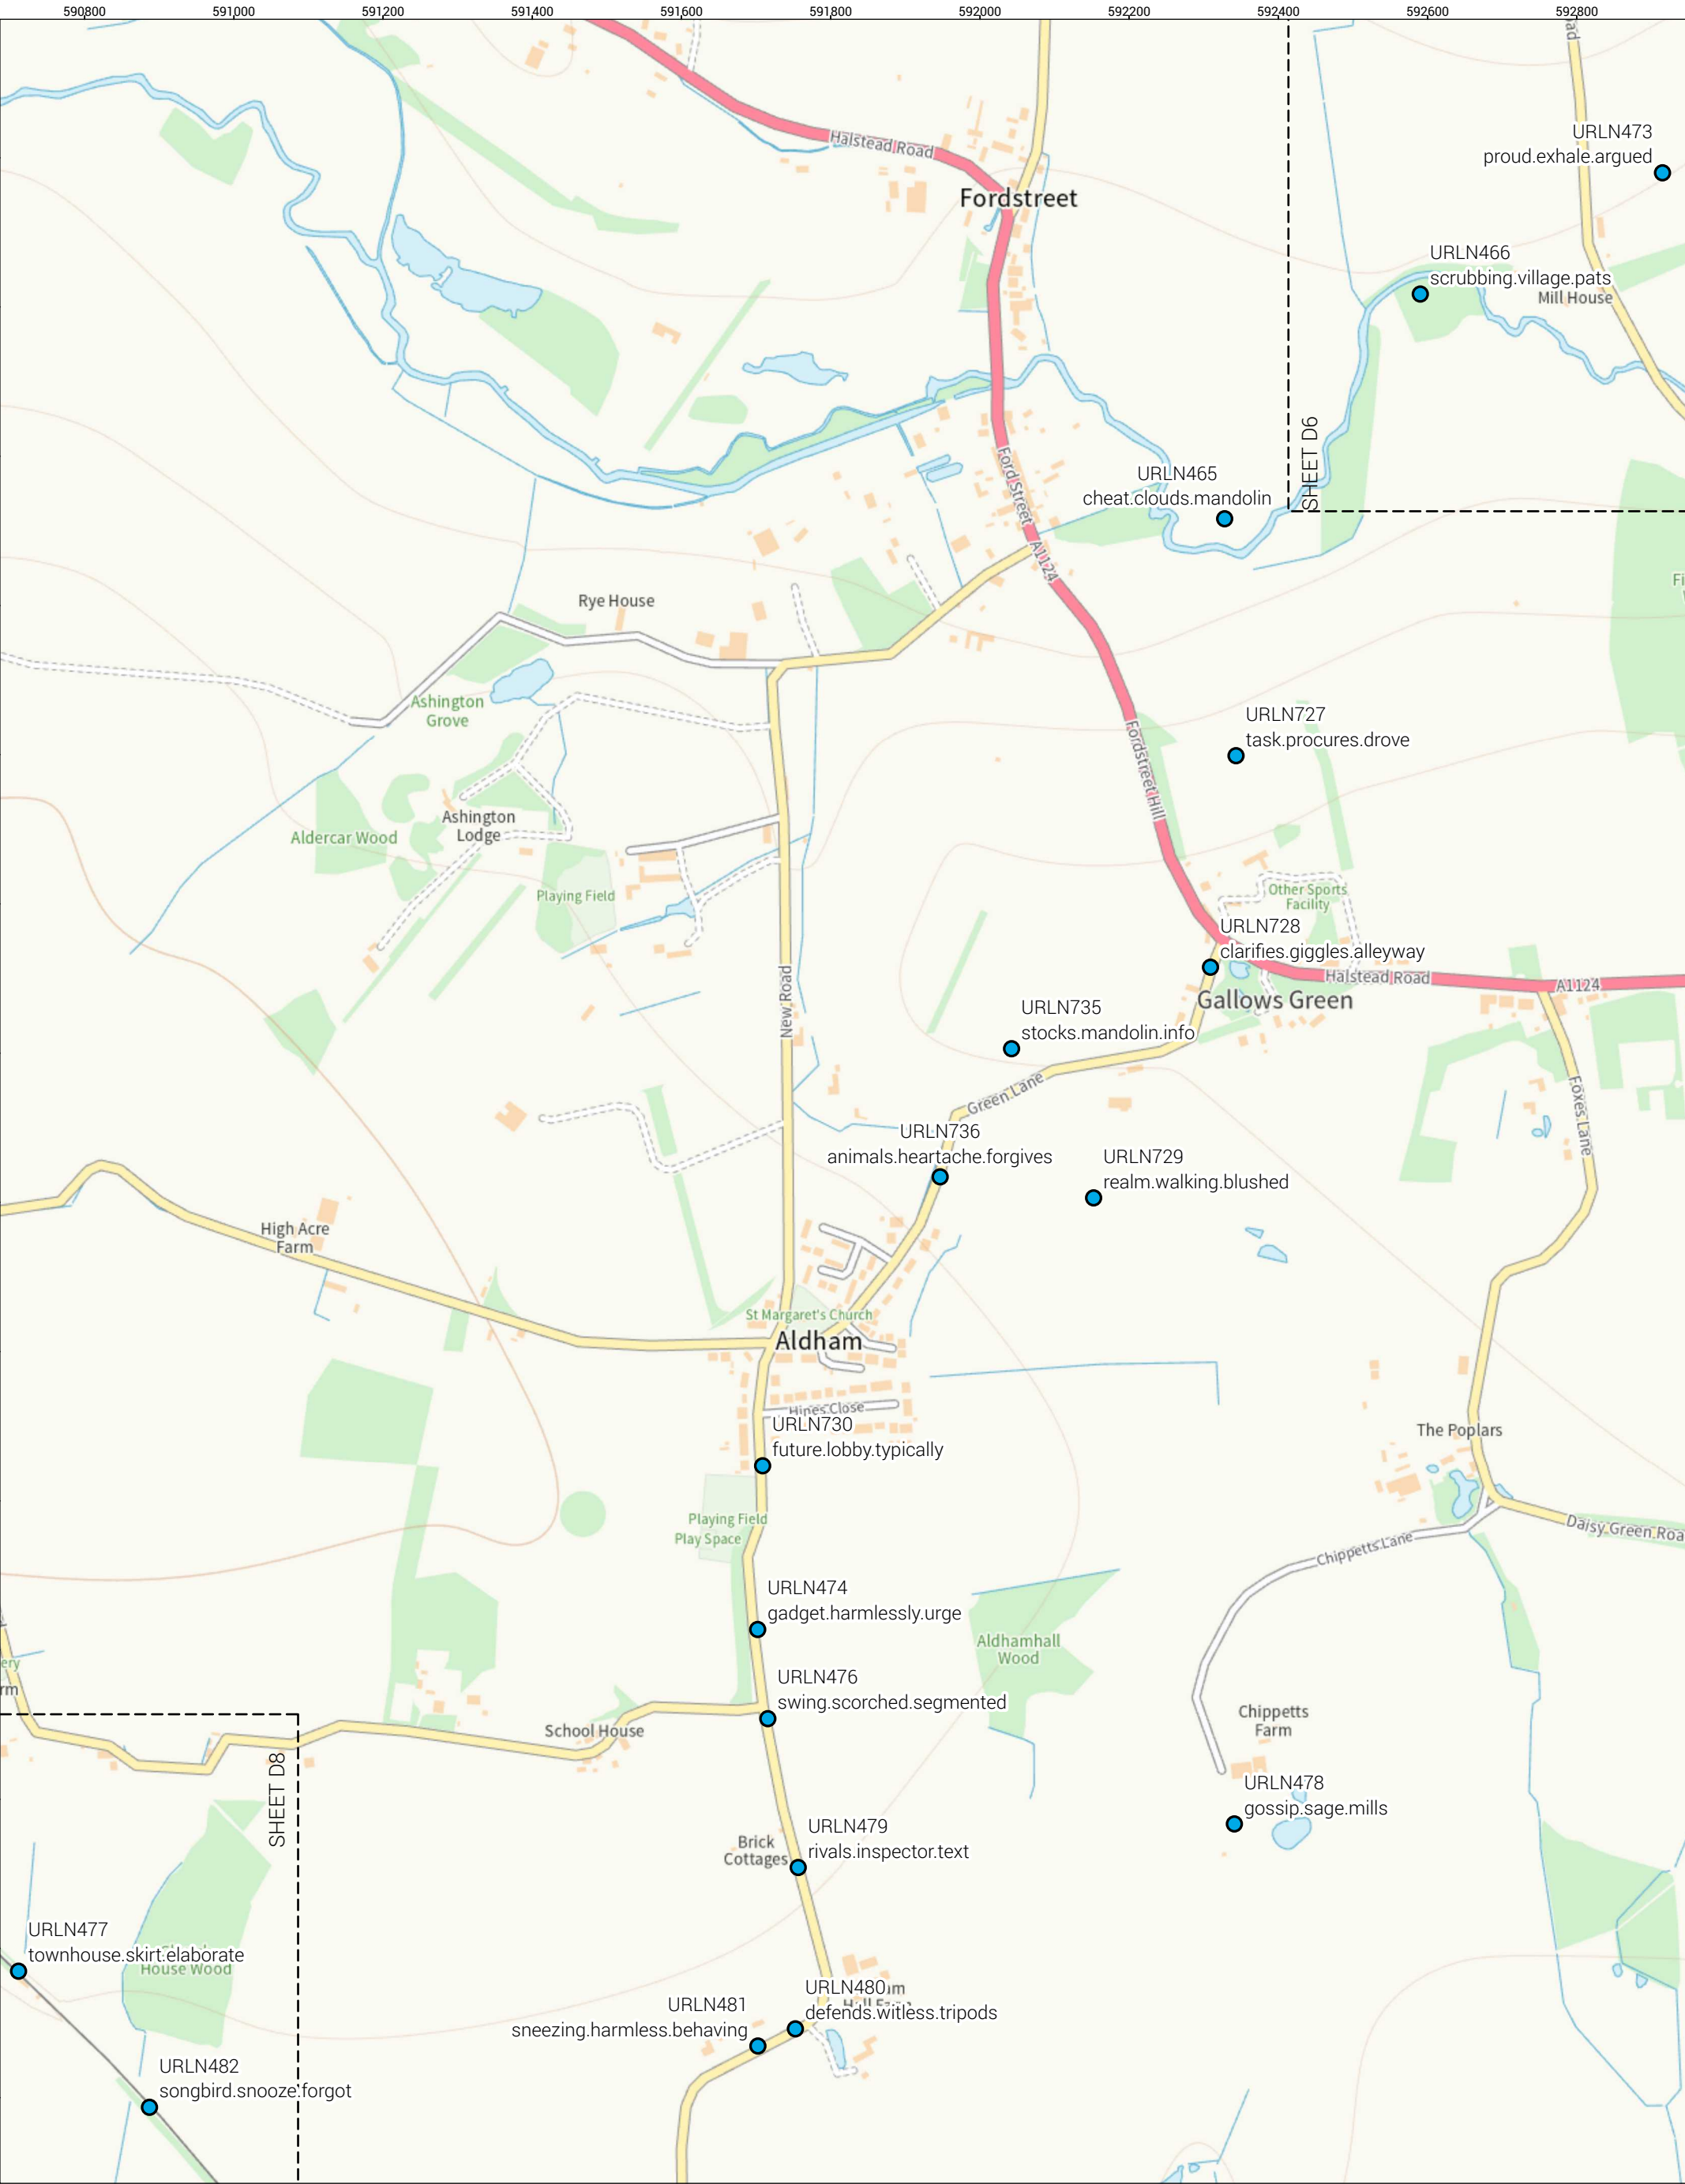 590800 591000 591200 591400 591600 591800 592000 592200 592400 592600 592800
Halstead Road
URLN473
proud.exhale.argued
Fordstreet
URLN466
scrubbing.village.pats
Mill House
SHEET D6
URLN465
cheat.clouds.mandolin
Ford Street
A1124
Rye House
Ashington
Grove
URLN727
task.procures.drove
Fordstreet Hill
Ashington
Lodge
Aldercar Wood
Playing Field
Other Sports
Facility
URLN728
clarifies.giggles.alleyway
Halstead Road
A1124
Gallows Green
New Road
URLN735
stocks.mandolin.info
Green Lane
Foxes Lane
URLN736
animals.heartache.forgives
URLN729
realm.walking.blushed
High Acre
Farm
St Margaret's Church
Aldham
Hines Close
URLN730
future.lobby.typically
The Poplars
Playing Field
Play Space
Daisy Green Roa
Chippetts Lane
URLN474
gadget.harmlessly.urge
Aldhamhall
Wood
ery
rm
URLN476
swing.scorched.segmented
School House
Chippetts
Farm
SHEET D8
URLN478
gossip.sage.mills
URLN479
rivals.inspector.text
Brick
Cottages
URLN477
townhouse.skirt.elaborate
House Wood
URLN480
defends.witless.tripods
URLN481
sneezing.harmless.behaving
URLN482
songbird.snooze.forgot